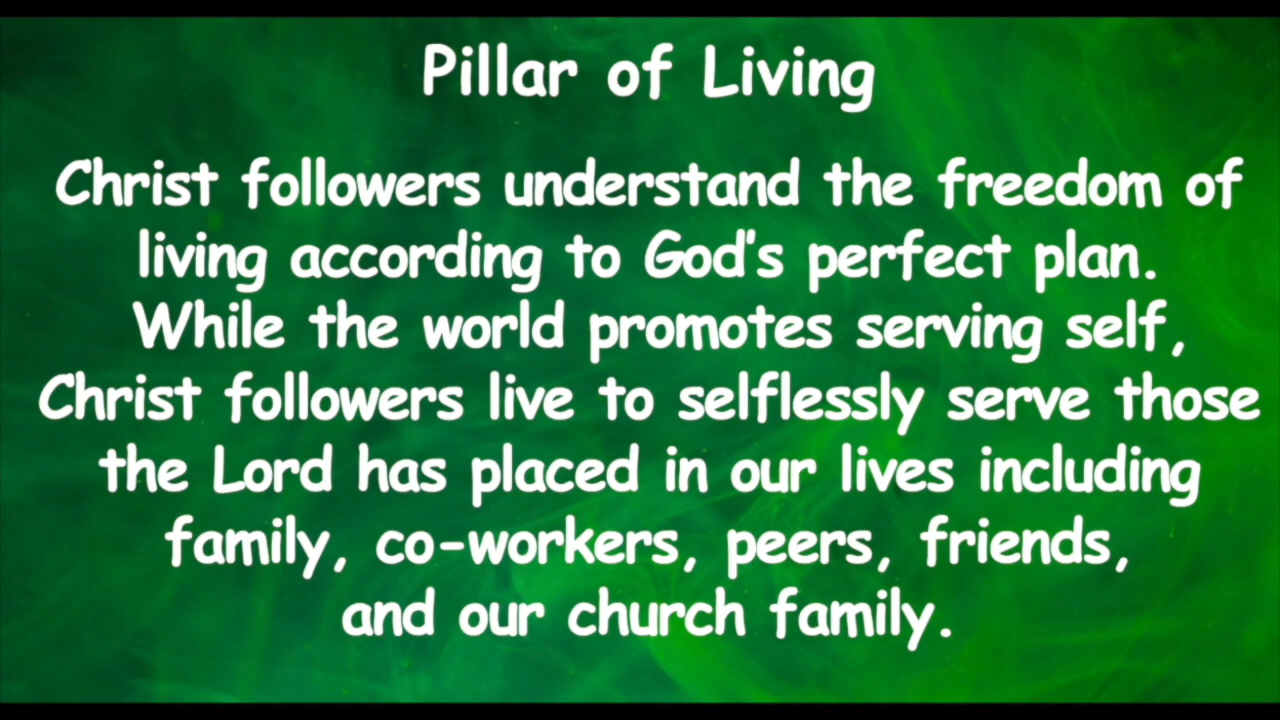 Pillar of Living
Christ followers understand the freedom of
living according to God's perfect plan.
While the world promotes serving self,
Christ followers live to selflessly serve those
the Lord has placed in our lives including
family, co-workers, peers, friends,
and our church family.